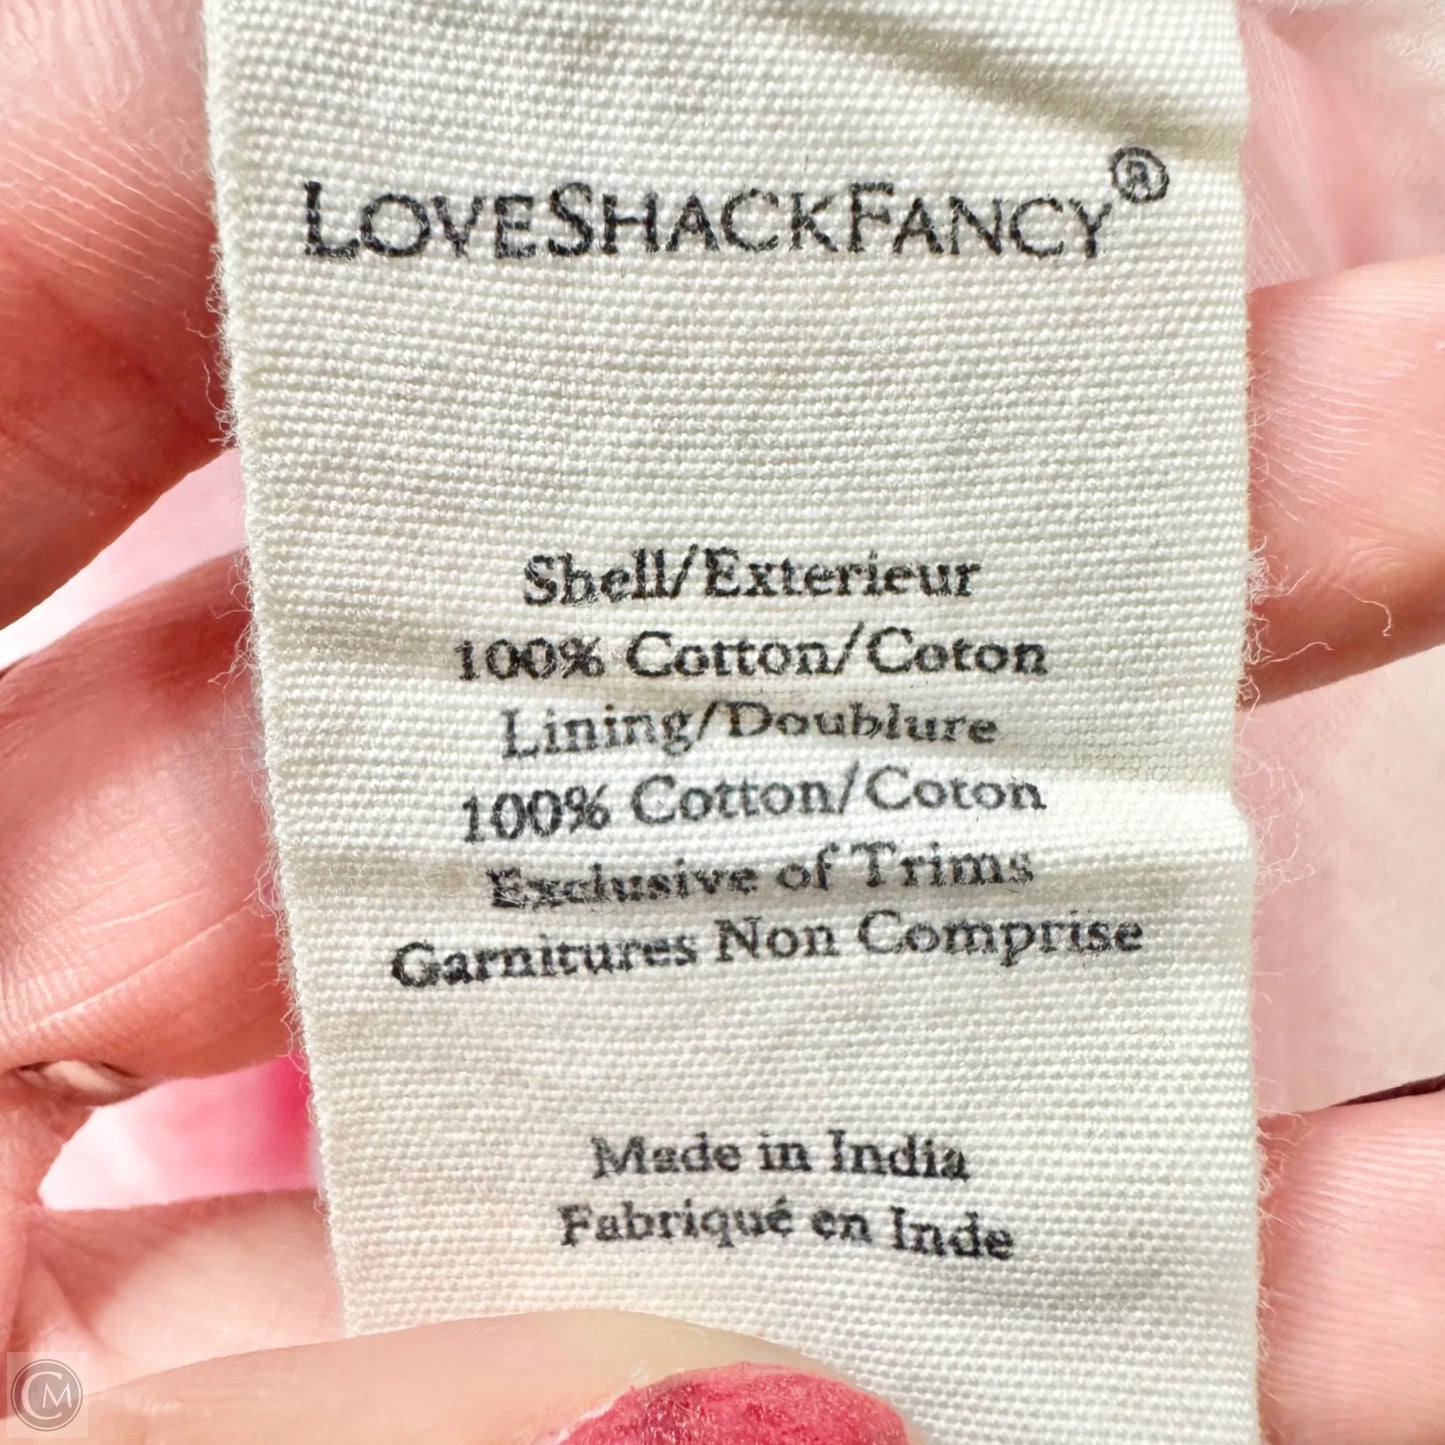 LOVESHACKFANCY®
Shell/Exterieur
100% Cotton/Coton
Lining/Doublure
100% Cotton/Coton
Exclusive of Trims
Garnitures Non Comprise
Made in India
Fabriqué en Inde
CM